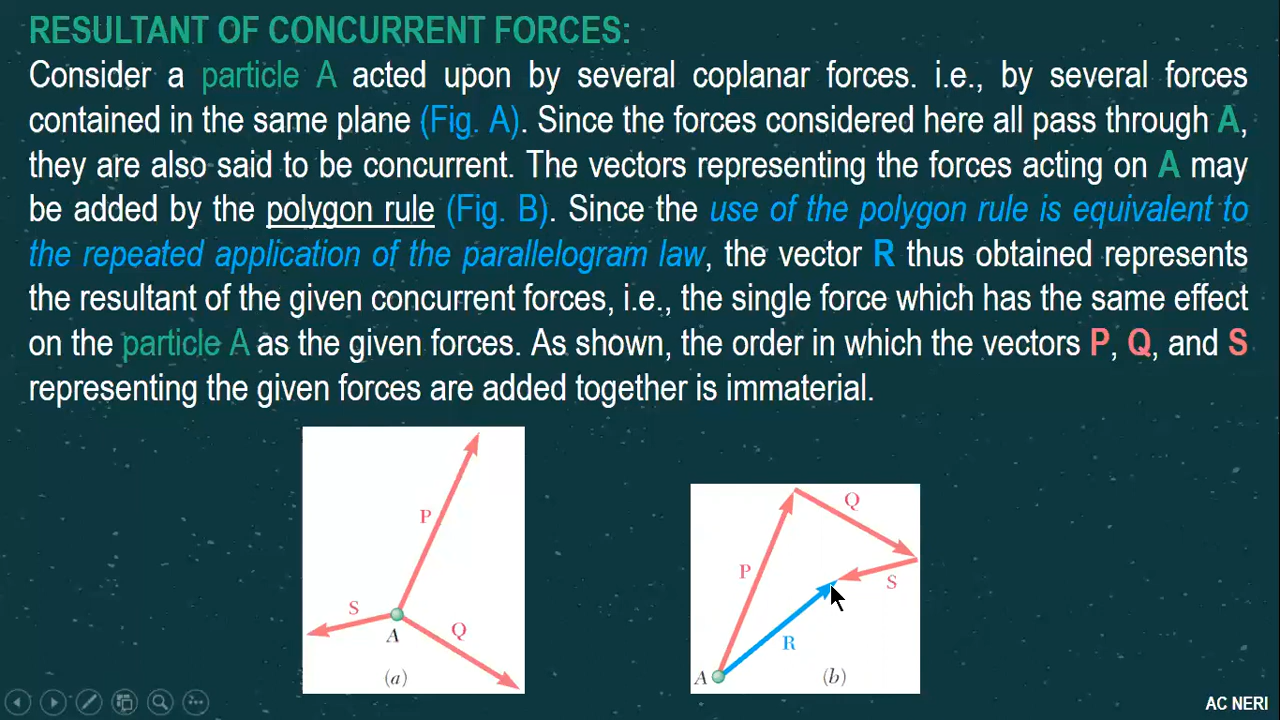 RESULTANT OF CONCURRENT FORCES:
Consider a particle A acted upon by several coplanar forces. i.e., by several forces
contained in the same plane (Fig. A). Since the forces considered here all pass through A,
they are also said to be concurrent. The vectors representing the forces acting on A may
be added by the polygon rule (Fig. B). Since the use of the polygon rule is equivalent to
the repeated application of the parallelogram law, the vector R thus obtained represents
the resultant of the given concurrent forces, i.e., the single force which has the same effect
on the particle A as the given forces. As shown, the order in which the vectors P, Q, and S
representing the given forces are added together is immaterial.
P
S
A
Q
(a)
Q
P
S
R
A
(b)
AC NERI